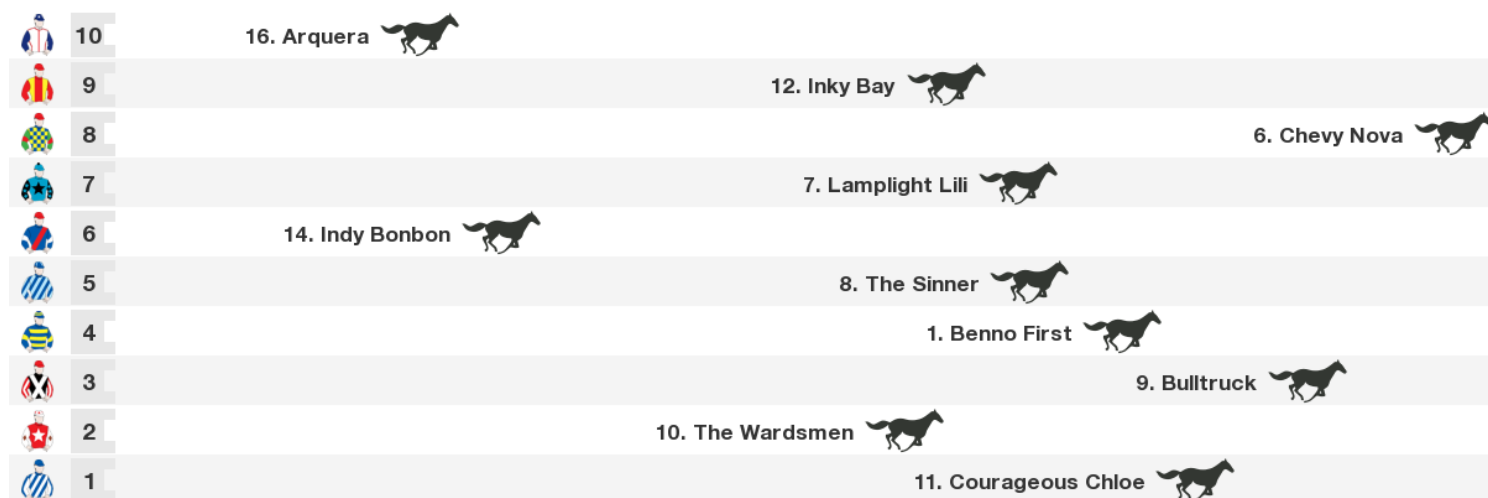 10 16. Arquera
9 12. Inky Bay
8 6. Chevy Nova
7 7. Lamplight Lili
6 14. Indy Bonbon
5 8. The Sinner
4 1. Benno First
3 9. Bulltruck
2 10. The Wardsmen
1 11. Courageous Chloe